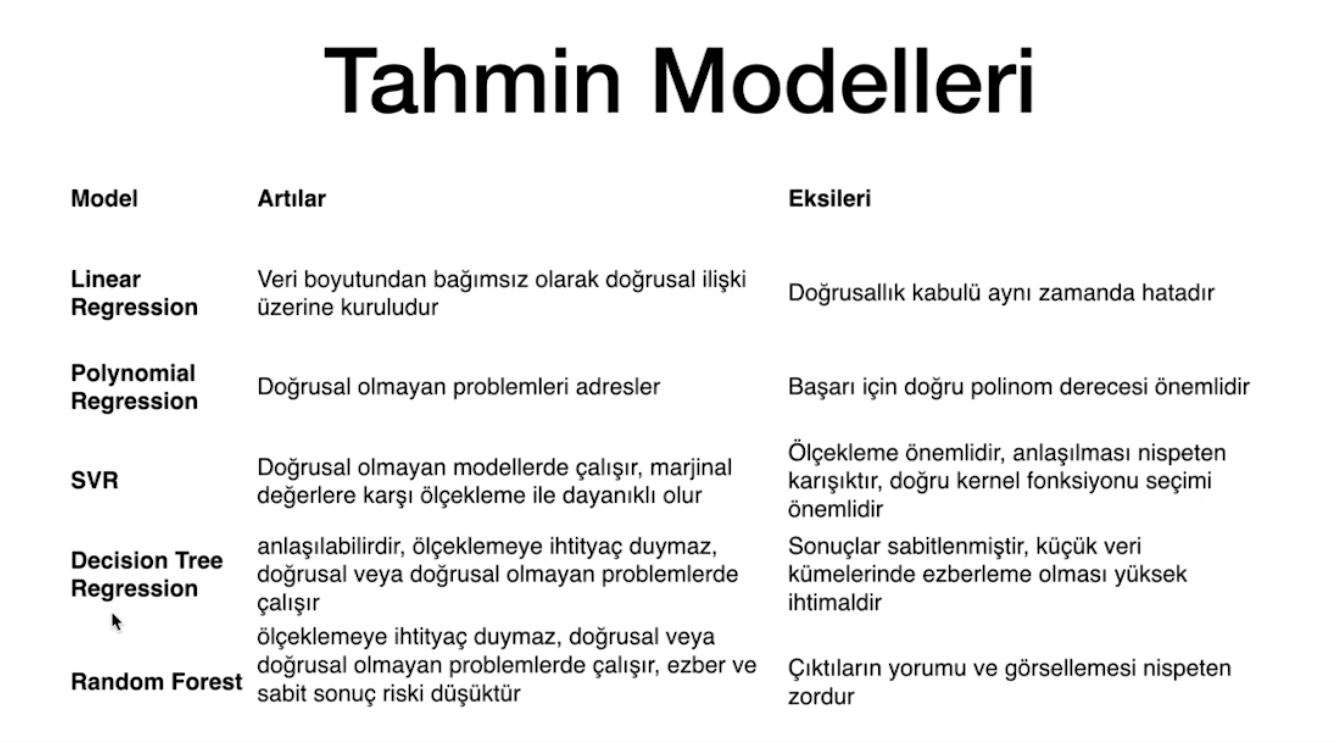 Tahmin Modelleri
Model Artılar Eksileri
Linear Regression
Veri boyutundan bağımsız olarak doğrusal ilişki
üzerine kuruludur
Doğrusallık kabulü aynı zamanda hatadır
Polynomial Regression
Doğrusal olmayan problemleri adresler
Başarı için doğru polinom derecesi önemlidir
SVR
Doğrusal olmayan modellerde çalışır, marjinal
değerlere karşı ölçekleme ile dayanıklı olur
Ölçekleme önemlidir, anlaşılması nispeten
karışıktır, doğru kernel fonksiyonu seçimi
önemlidir
Decision Tree
Regression
anlaşılabilirdir, ölçeklemeye ihtityaç duymaz,
doğrusal veya doğrusal olmayan problemlerde
çalışır
Sonuçlar sabitlenmiştir, küçük veri
kümelerinde ezberleme olması yüksek
ihtimaldir
Random Forest
ölçeklemeye ihtityaç duymaz, doğrusal veya
doğrusal olmayan problemlerde çalışır, ezber ve
sabit sonuç riski düşüktür
Çıktıların yorumu ve görsellemesi nispeten
zordur